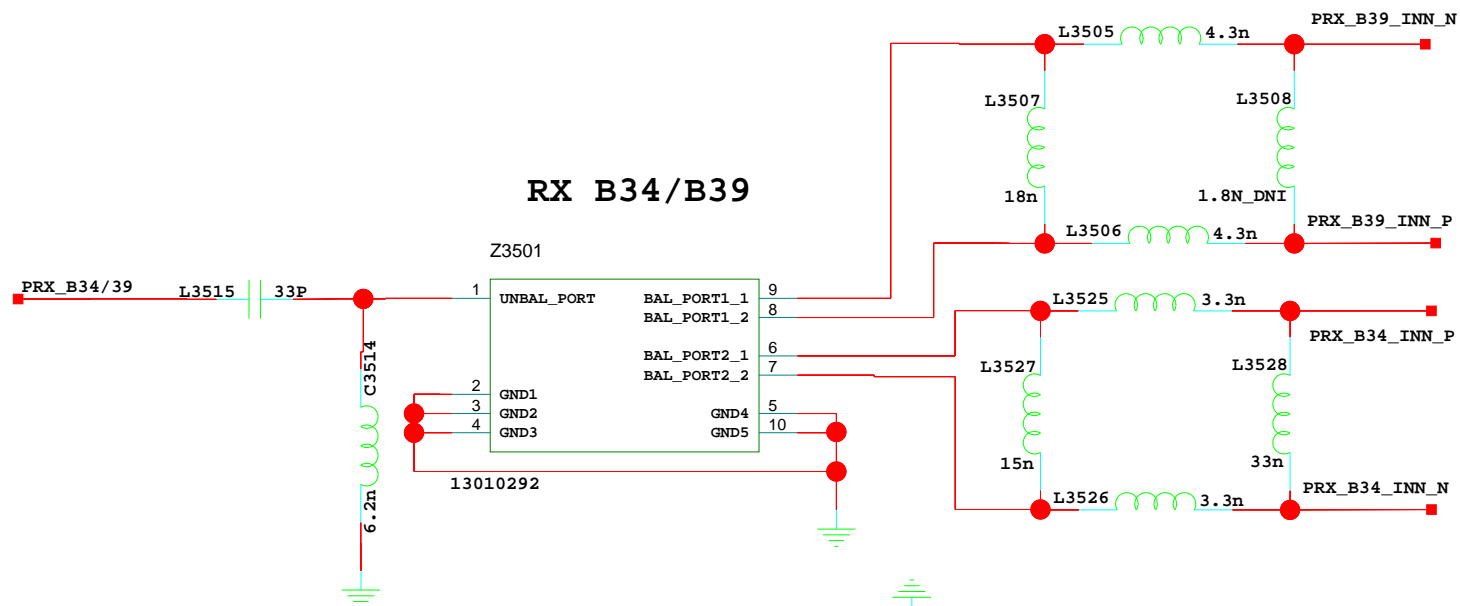 PRX_B39_INN_N
L3505
4.3n
L3507
L3508
RX B34/B39
18n
1.8N_DNI
PRX_B39_INN_P
L3506
4.3n
Z3501
PRX_B34/39
L3515
33P
1
UNBAL_PORT
BAL_PORT1_1
9
BAL_PORT1_2
8
L3525
3.3n
PRX_B34_INN_P
BAL_PORT2_1
6
BAL_PORT2_2
7
L3527
L3528
C3514
2
GND1
3
GND2
4
GND3
GND4
5
GND5
10
15n
33n
13010292
PRX_B34_INN_N
L3526
3.3n
6.2n